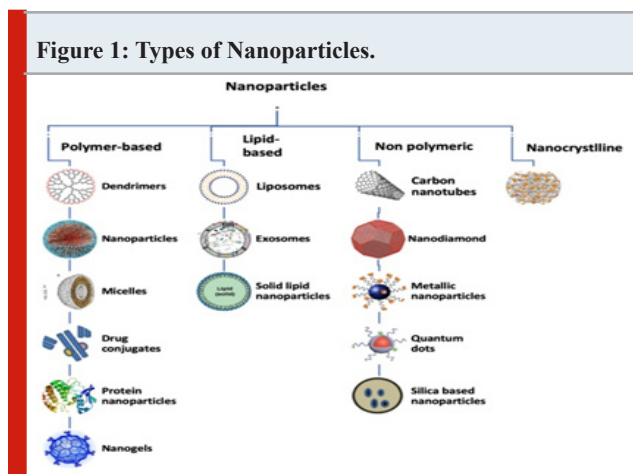 Figure 1: Types of Nanoparticles.
Nanoparticles
Polymer-based
Lipid-
based
Non polymeric
Nanocrystlline
Dendrimers
Liposomes
Carbon
nanotubes
Nanoparticles
Exosomes
Nanodiamond
Micelles
Lipid
(solid)
Solid lipid
nanoparticles
Metallic
nanoparticles
Drug
conjugates
Quantum
dots
Protein
nanoparticles
Silica based
nanoparticles
Nanogels